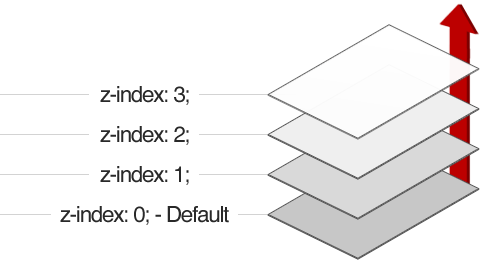 z-index: 3;
z-index: 2;
z-index: 1;
z-index: 0; - Default